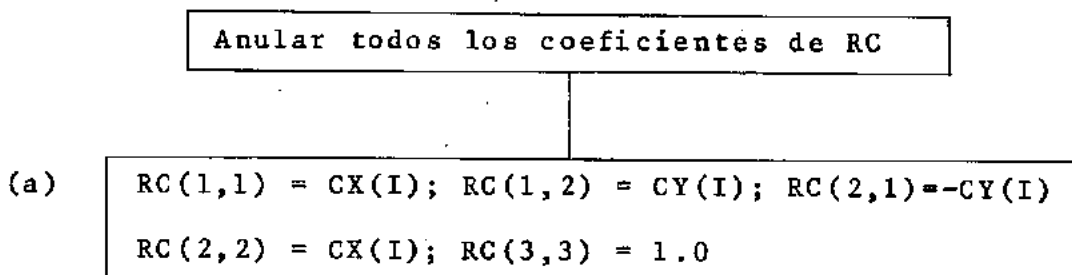 Anular todos los coeficientes de RC
(a) RC(1,1) = CX(I); RC(1,2) = CY(I); RC(2,1)=-CY(I)
RC(2,2) = CX(I); RC(3,3) = 1.0